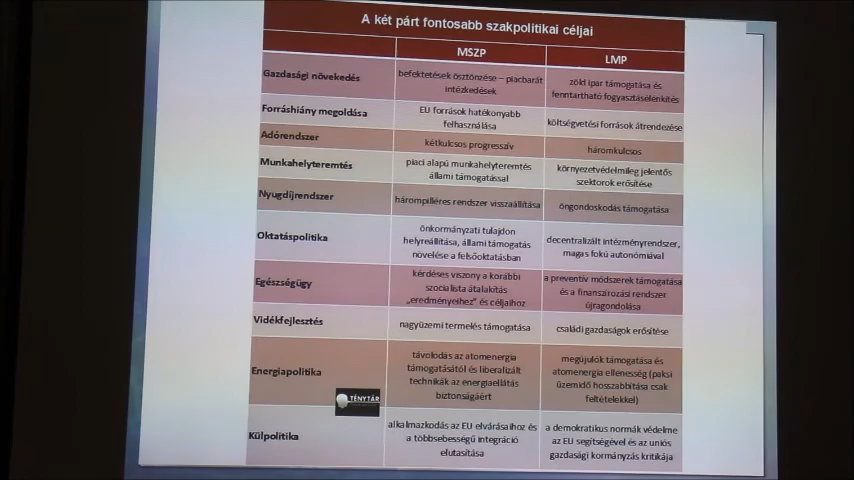 A két párt fontosabb szakpolitikai céljai
MSZP
LMP
Gazdasági növekedés
befektetések ösztönzése – piacbarát
intézkedések
zöld ipar támogatása és
fenntartható fogyasztásélénkítés
Forráshiány megoldása
EU források hatékonyabb
felhasználása
költségvetési források átrendezése
Adórendszer
kétkulcsos progresszív
háromkulcsos
Munkahelyteremtés
piaci alapú munkahelyteremtés
állami támogatással
környezetvédelmileg jelentős
szektorok erősítése
Nyugdíjrendszer
hárompilléres rendszer visszaállítása
öngondoskodás támogatása
Oktatáspolitika
önkormányzati tulajdon
helyreállítása, állami támogatás
növelése a felsőoktatásban
decentralizált intézményrendszer,
magas fokú autonómiával
Egészségügy
kérdéses viszony a korábbi
szocialista átalakítás
„eredményeihez” és céljaihoz
a preventív módszerek támogatása
és a finanszírozási rendszer
újragondolása
Vidékfejlesztés
nagyüzemi termelés támogatása
családi gazdaságok erősítése
Energiapolitika
távolodás az atomenergia
támogatásától és liberalizált
technikák az energiaellátás
biztonságáért
megújulók támogatása és
atomenergia ellenesség (paksi
üzemidő hosszabbítása csak
feltételekkel)
TÉNYTÁR
Külpolitika
alkalmazkodás az EU elvárásaihoz és
a többsebességű integráció
elutasítása
a demokratikus normák védelme
az EU segítségével és az uniós
gazdasági kormányzás kritikája